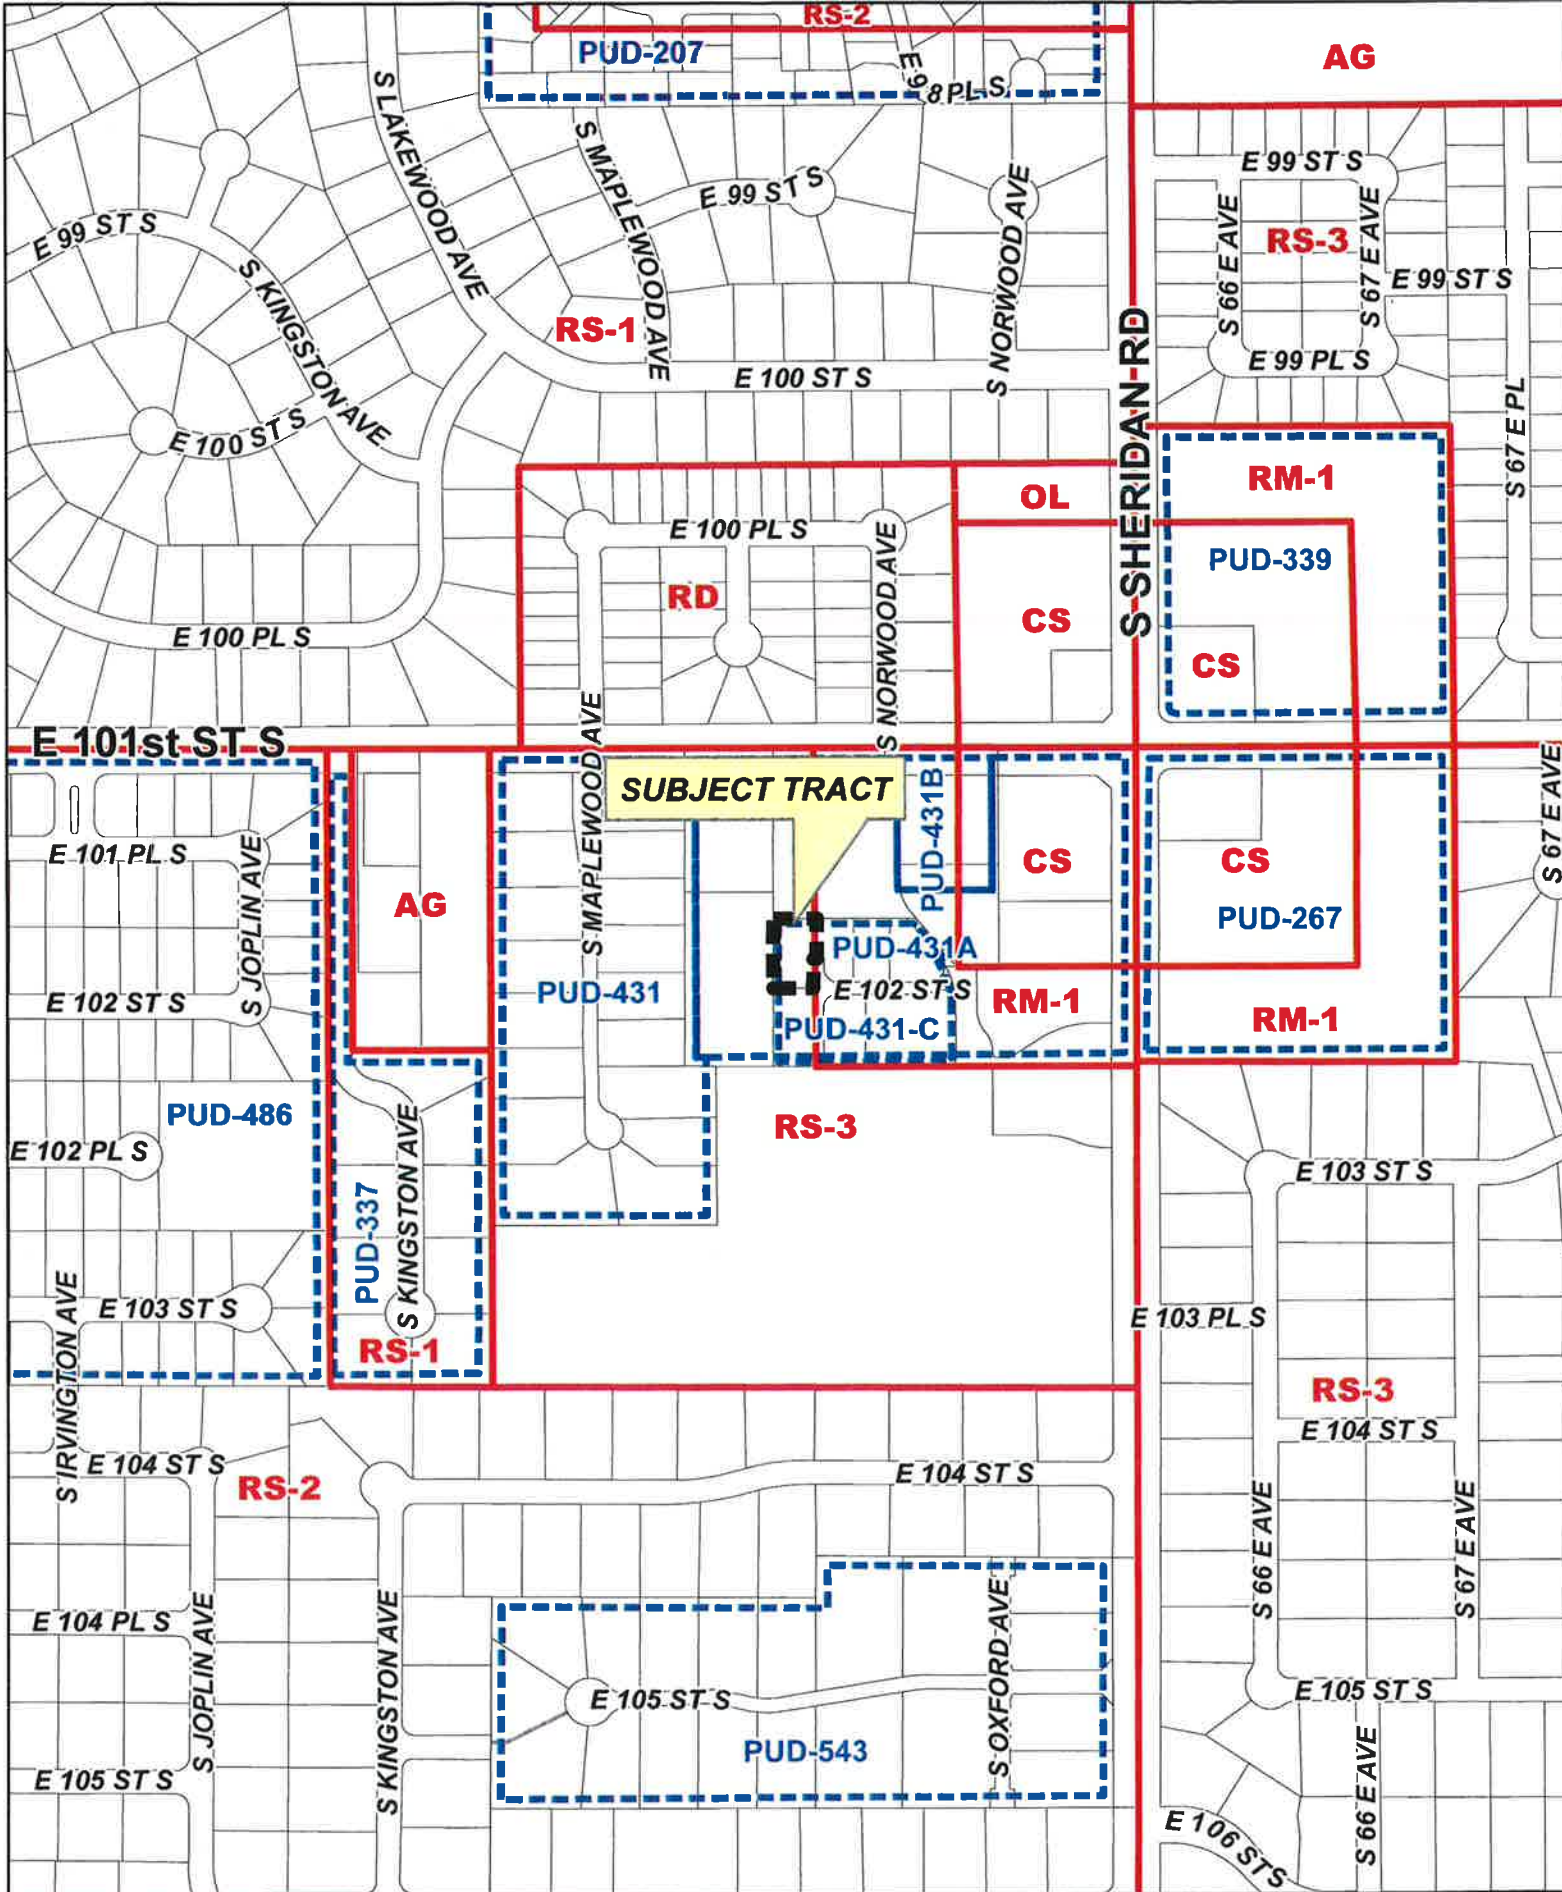 RS-2
PUD-207
AG
E 98 PL S
S LAKEWOOD AVE
S MAPLEWOOD AVE
E 99 ST S
S NORWOOD AVE
E 99 ST S
S 66 E AVE
S 67 E AVE
RS-3
E 99 ST S
E 99 ST S
S KINGSTON AVE
RS-1
E 100 ST S
E 99 PL S
S 67 E PL
E 100 ST S
S SHERIDAN RD
RM-1
OL
E 100 PL S
S NORWOOD AVE
PUD-339
RD
CS
E 100 PL S
CS
S MAPLEWOOD AVE
E 101st ST S
SUBJECT TRACT
PUD-431B
S 67 E AVE
E 101 PL S
S JOPLIN AVE
CS
CS
AG
PUD-267
PUD-431A
E 102 ST S
PUD-431
E 102 ST S
RM-1
RM-1
PUD-431-C
PUD-486
RS-3
E 102 PL S
S KINGSTON AVE
E 103 ST S
PUD-337
E 103 ST S
S IRVINGTON AVE
E 103 PL S
RS-1
RS-3
E 104 ST S
E 104 ST S
E 104 ST S
RS-2
S 66 E AVE
S 67 E AVE
E 104 PL S
S JOPLIN AVE
S KINGSTON AVE
S OXFORD AVE
E 105 ST S
E 105 ST S
PUD-543
E 105 ST S
S 66 E AVE
E 106 ST S